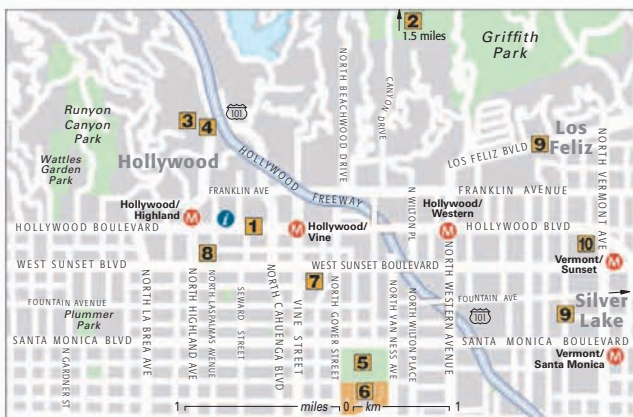 2
1.5 miles
Griffith
Park
101
NORTH BEACHWOOD DRIVE
CANYON DRIVE
Runyon
Canyon
Park
3
4
Wattles
Garden
Park
Hollywood
HOLLYWOOD FREEWAY
9
Los
Feliz
LOS FELIZ BLVD
NORTH VERMONT AVE
FRANKLIN AVE
N WILTON PL
FRANKLIN AVENUE
Hollywood/
Highland
M
i
1
M
Hollywood/
Vine
Hollywood/
Western
M
HOLLYWOOD BOULEVARD
HOLLYWOOD BLVD
10
Vermont/
Sunset
M
8
WEST SUNSET BLVD
7
WEST SUNSET BOULEVARD
NORTH LA BREA AVE
NORTH HIGHLAND AVE
NORTH LASPALMAS AVENUE
SEWARD STREET
NORTH CAHUENGA BLVD
VINE STREET
NORTH GOWER STREET
NORTH VAN NESS AVE
NORTH WILTON PLACE
NORTH WESTERN AVENUE
FOUNTAIN AVENUE
FOUNTAIN AVE
Plummer
Park
101
9
Silver
Lake
SANTA MONICA BLVD
SANTA MONICA BOULEVARD
N GARDNER ST
5
6
Vermont/
Santa Monica
M
1 miles 0 km 1